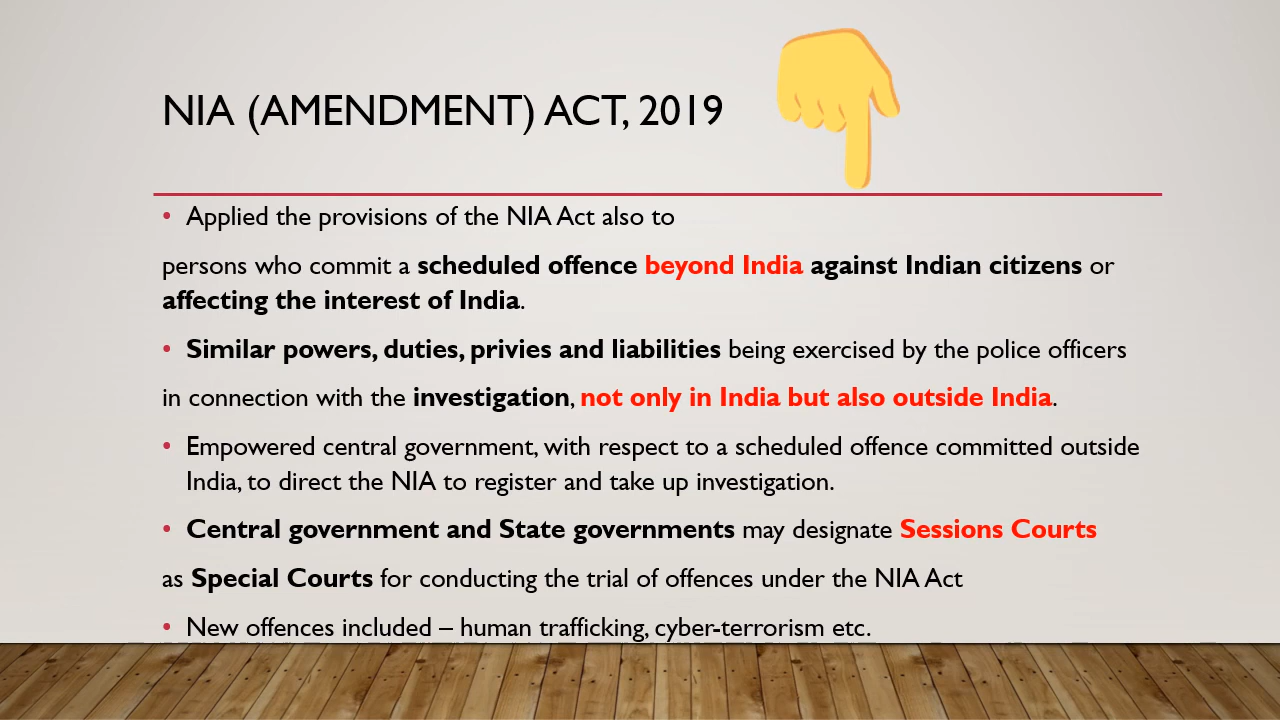 NIA (AMENDMENT) ACT, 2019
• Applied the provisions of the NIA Act also to
persons who commit a scheduled offence beyond India against Indian citizens or
affecting the interest of India.
• Similar powers, duties, privies and liabilities being exercised by the police officers
in connection with the investigation, not only in India but also outside India.
• Empowered central government, with respect to a scheduled offence committed outside
India, to direct the NIA to register and take up investigation.
• Central government and State governments may designate Sessions Courts
as Special Courts for conducting the trial of offences under the NIA Act
• New offences included – human trafficking, cyber-terrorism etc.